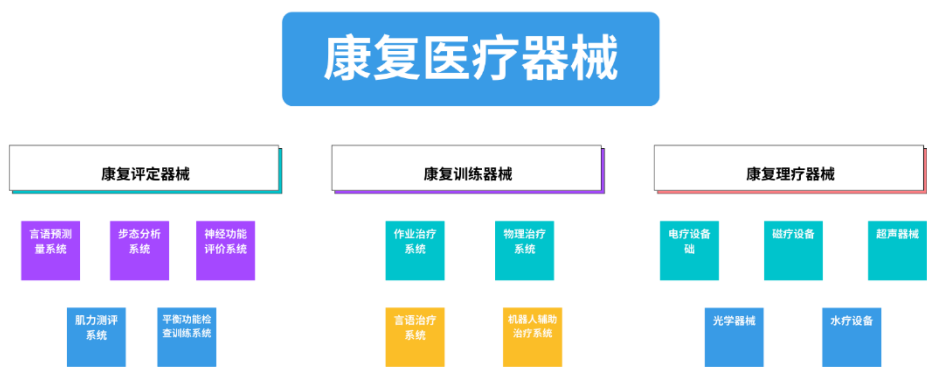 康复医疗器械
康复评定器械
康复训练器械
康复理疗器械
言语预测
量系统
步态分析
系统
神经功能
评价系统
作业治疗
系统
物理治疗
系统
电疗设备
础
磁疗设备
超声器械
肌力测评
系统
平衡功能检
查训练系统
言语治疗
系统
机器人辅助
治疗系统
光学器械
水疗设备